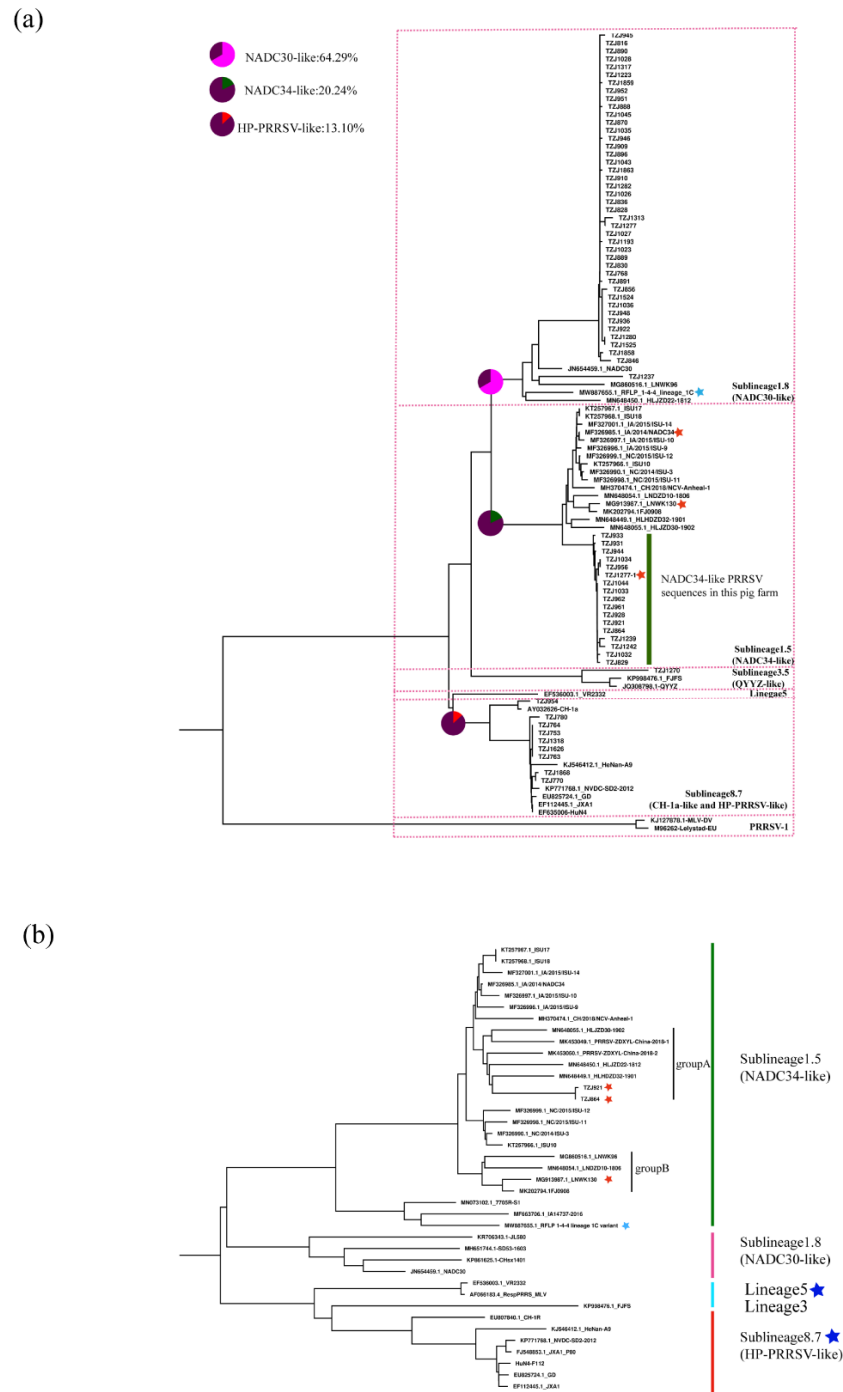 (a)
NADC30-like:64.29%
NADC34-like:20.24%
HP-PRRSV-like:13.10%
TZJ945
TZJ816
TZJ890
TZJ1028
TZJ1317
TZJ1223
TZJ1859
TZJ952
TZJ951
TZJ888
TZJ1045
TZJ870
TZJ1035
TZJ946
TZJ909
TZJ896
TZJ1043
TZJ1863
TZJ910
TZJ1282
TZJ1026
TZJ836
TZJ828
TZJ1313
TZJ1277
TZJ1027
TZJ1193
TZJ1023
TZJ889
TZJ830
TZJ768
TZJ891
TZJ856
TZJ1524
TZJ1036
TZJ948
TZJ936
TZJ922
TZJ1280
TZJ1525
TZJ1858
TZJ846
JN654459.1_NADC30
TZJ1237
MG860516.1_LNWK96
MW887655.1_RFLP_1-4-4_lineage_1C
MN648450.1_HLJZD22-1812
Sublineage1.8
(NADC30-like)
KT257967.1_ISU17
KT257968.1_ISU18
MF327001.1_IA/2015/ISU-14
MF326985.1_IA/2014/NADC34
MF326997.1_IA/2015/ISU-10
MF326996.1_IA/2015/ISU-9
MF326999.1_NC/2015/ISU-12
KT257966.1_ISU10
MF326990.1_NC/2014/ISU-3
MF326998.1_NC/2015/ISU-11
MH370474.1_CH/2018/NCV-Anheal-1
MN648054.1_LNDZD10-1806
MG913987.1_LNWK130
MK202794.1FJ0908
MN648449.1_HLHDZD32-1901
MN648055.1_HLJZD30-1902
TZJ933
TZJ931
TZJ944
TZJ1034
TZJ956
TZJ1277-1
TZJ1044
TZJ1033
TZJ962
TZJ961
TZJ928
TZJ921
TZJ864
TZJ1239
TZJ1242
TZJ1032
TZJ829
NADC34-like PRRSV
sequences in this pig farm
Sublineage1.5
(NADC34-like)
TZJ1270
KP998476.1_FJFS
JQ308798.1-QYYZ
Sublineage3.5
(QYYZ-like)
EF536003.1_VR2332
Linegae5
TZJ954
AY032626-CH-1a
TZJ780
TZJ764
TZJ753
TZJ1318
TZJ1626
TZJ763
KJ546412.1_HeNan-A9
TZJ1868
TZJ770
KP771768.1_NVDC-SD2-2012
EU825724.1_GD
EF112445.1_JXA1
EF635006-HuN4
Sublineage8.7
(CH-1a-like and HP-PRRSV-like)
KJ127878.1-MLV-DV
M96262-Lelystad-EU
PRRSV-1
(b)
KT257967.1_ISU17
KT257968.1_ISU18
MF327001.1_IA/2015/ISU-14
MF326985.1_IA/2014/NADC34
MF326997.1_IA/2015/ISU-10
MF326996.1_IA/2015/ISU-9
MH370474.1_CH/2018/NCV-Anheal-1
MN648055.1_HLJZD30-1902
MK453049.1_PRRSV-ZDXYL-China-2018-1
MK453050.1_PRRSV-ZDXYL-China-2018-2
MN648450.1_HLJZD22-1812
MN648449.1_HLHDZD32-1901
TZJ921
TZJ864
groupA
MF326999.1_NC/2015/ISU-12
MF326998.1_NC/2015/ISU-11
MF326990.1_NC/2014/ISU-3
KT257966.1_ISU10
MG860516.1_LNWK96
MN648054.1_LNDZD10-1806
MG913987.1_LNWK130
MK202794.1FJ0908
groupB
Sublineage1.5
(NADC34-like)
MN073102.1_7705R-S1
MF663706.1_IA14737-2016
MW887655.1_RFLP 1-4-4 lineage 1C variant
KR706343.1-JL580
MH651744.1-SD53-1603
KP861625.1-CHsx1401
JN654459.1_NADC30
Sublineage1.8
(NADC30-like)
EF536003.1_VR2332
AF066183.4_RespPRRS_MLV
KP998476.1_FJFS
Lineage5
Lineage3
EU807840.1_CH-1R
KJ546412.1_HeNan-A9
KP771768.1_NVDC-SD2-2012
FJ548853.1_JXA1_P80
HuN4-F112
EU825724.1_GD
EF112445.1_JXA1
Sublineage8.7
(HP-PRRSV-like)